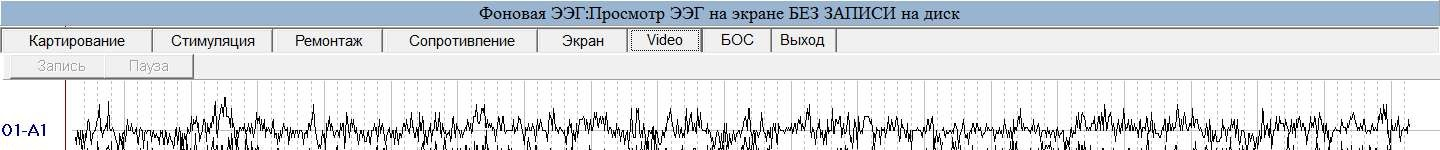 Фоновая ЭЭГ:Просмотр ЭЭГ на экране БЕЗ ЗАПИСИ на диск
Картирование Стимуляция Ремонтаж Сопротивление Экран Video БОС Выход
Запись Пауза
O1-A1